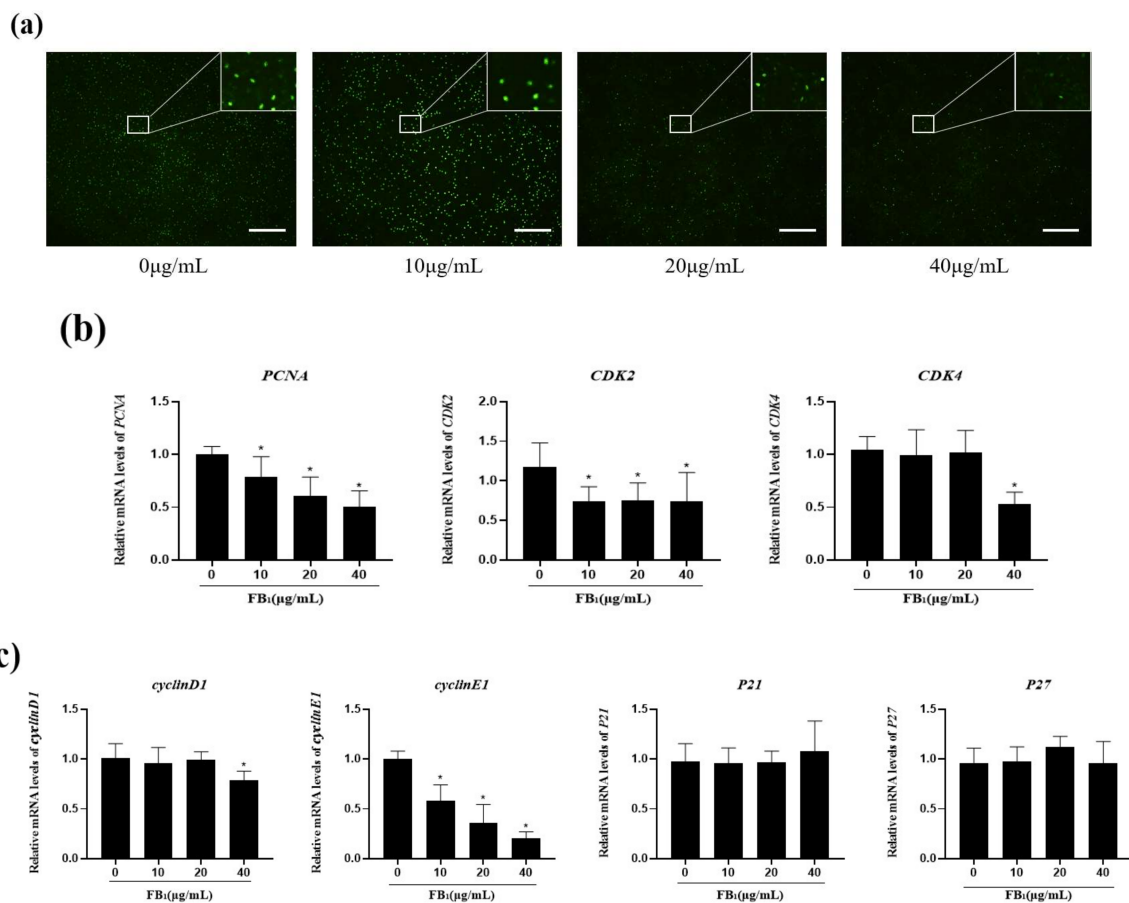 (a)
0μg/mL
10μg/mL
20μg/mL
40μg/mL
(b)
PCNA
Relative mRNA levels of PCNA
1.5
1.0
0.5
0.0
*
*
*
0
10
20
40
FB₁(μg/mL)
CDK2
Relative mRNA levels of CDK2
2.0
1.5
1.0
0.5
0.0
*
*
*
0
10
20
40
FB₁(μg/mL)
CDK4
Relative mRNA levels of CDK4
1.5
1.0
0.5
0.0
*
0
10
20
40
FB₁(μg/mL)
c)
cyclinD1
Relative mRNA levels of cyclinD1
1.5
1.0
0.5
0.0
*
0
10
20
40
FB₁(μg/mL)
cyclinE1
Relative mRNA levels of cyclinE1
1.5
1.0
0.5
0.0
*
*
*
0
10
20
40
FB₁(μg/mL)
P21
Relative mRNA levels of P21
1.5
1.0
0.5
0.0
0
10
20
40
FB₁(μg/mL)
P27
Relative mRNA levels of P27
1.5
1.0
0.5
0.0
0
10
20
40
FB₁(μg/mL)